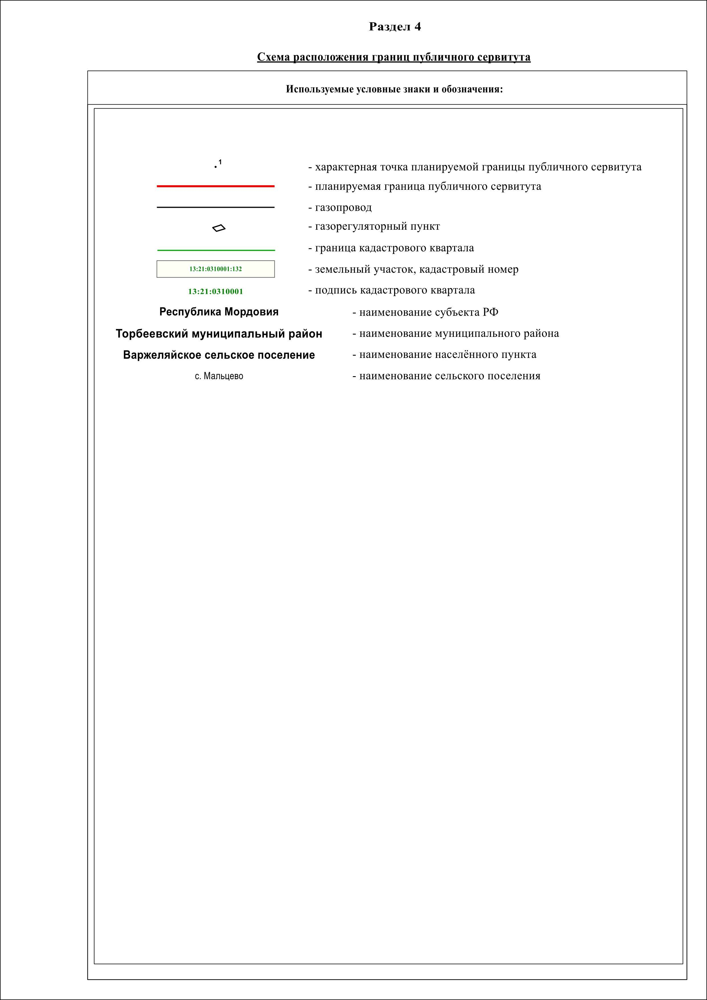 Раздел 4
Схема расположения границ публичного сервитута
Используемые условные знаки и обозначения:
1 - характерная точка планируемой границы публичного сервитута
- планируемая граница публичного сервитута
- газопровод
- газорегуляторный пункт
- граница кадастрового квартала
13:21:0310001:132 - земельный участок, кадастровый номер
13:21:0310001 - подпись кадастрового квартала
Республика Мордовия - наименование субъекта РФ
Торбеевский муниципальный район - наименование муниципального района
Варжеляйское сельское поселение - наименование населённого пункта
с. Мальцево - наименование сельского поселения